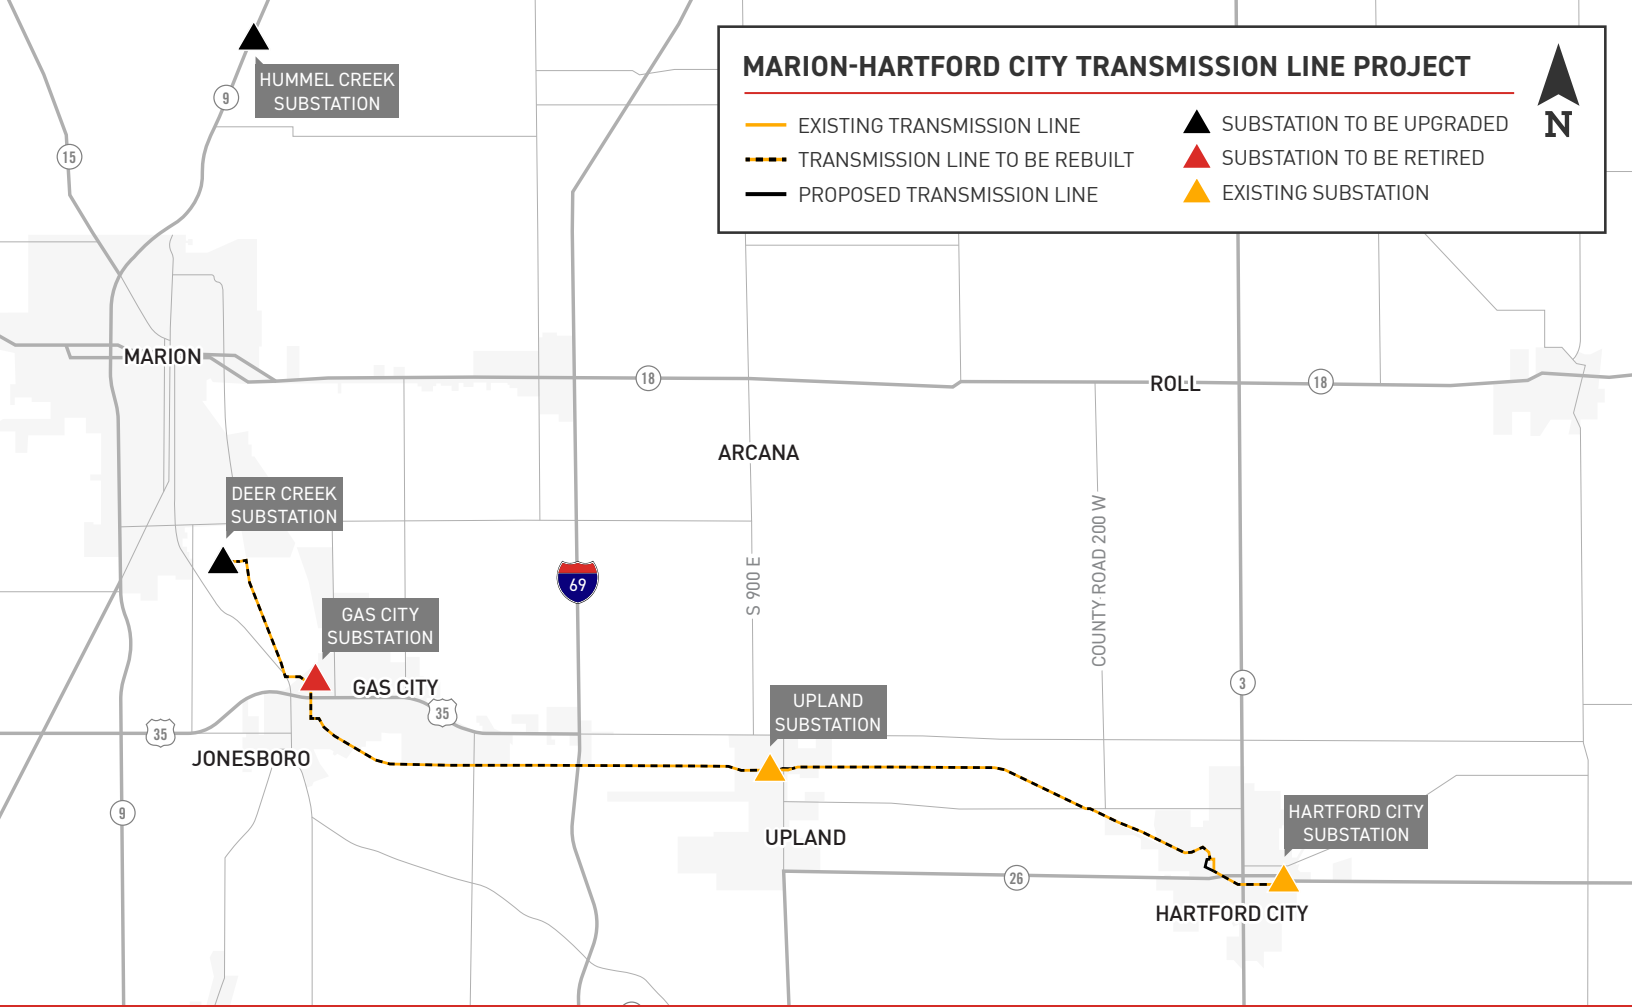 MARION-HARTFORD CITY TRANSMISSION LINE PROJECT
EXISTING TRANSMISSION LINE
TRANSMISSION LINE TO BE REBUILT
PROPOSED TRANSMISSION LINE
SUBSTATION TO BE UPGRADED
SUBSTATION TO BE RETIRED
EXISTING SUBSTATION
N
HUMMEL CREEK
SUBSTATION
9
15
MARION
18
ROLL
18
ARCANA
DEER CREEK
SUBSTATION
69
S 900 E
COUNTY ROAD 200 W
GAS CITY
SUBSTATION
GAS CITY
35
35
JONESBORO
3
UPLAND
SUBSTATION
9
UPLAND
HARTFORD CITY
SUBSTATION
26
HARTFORD CITY